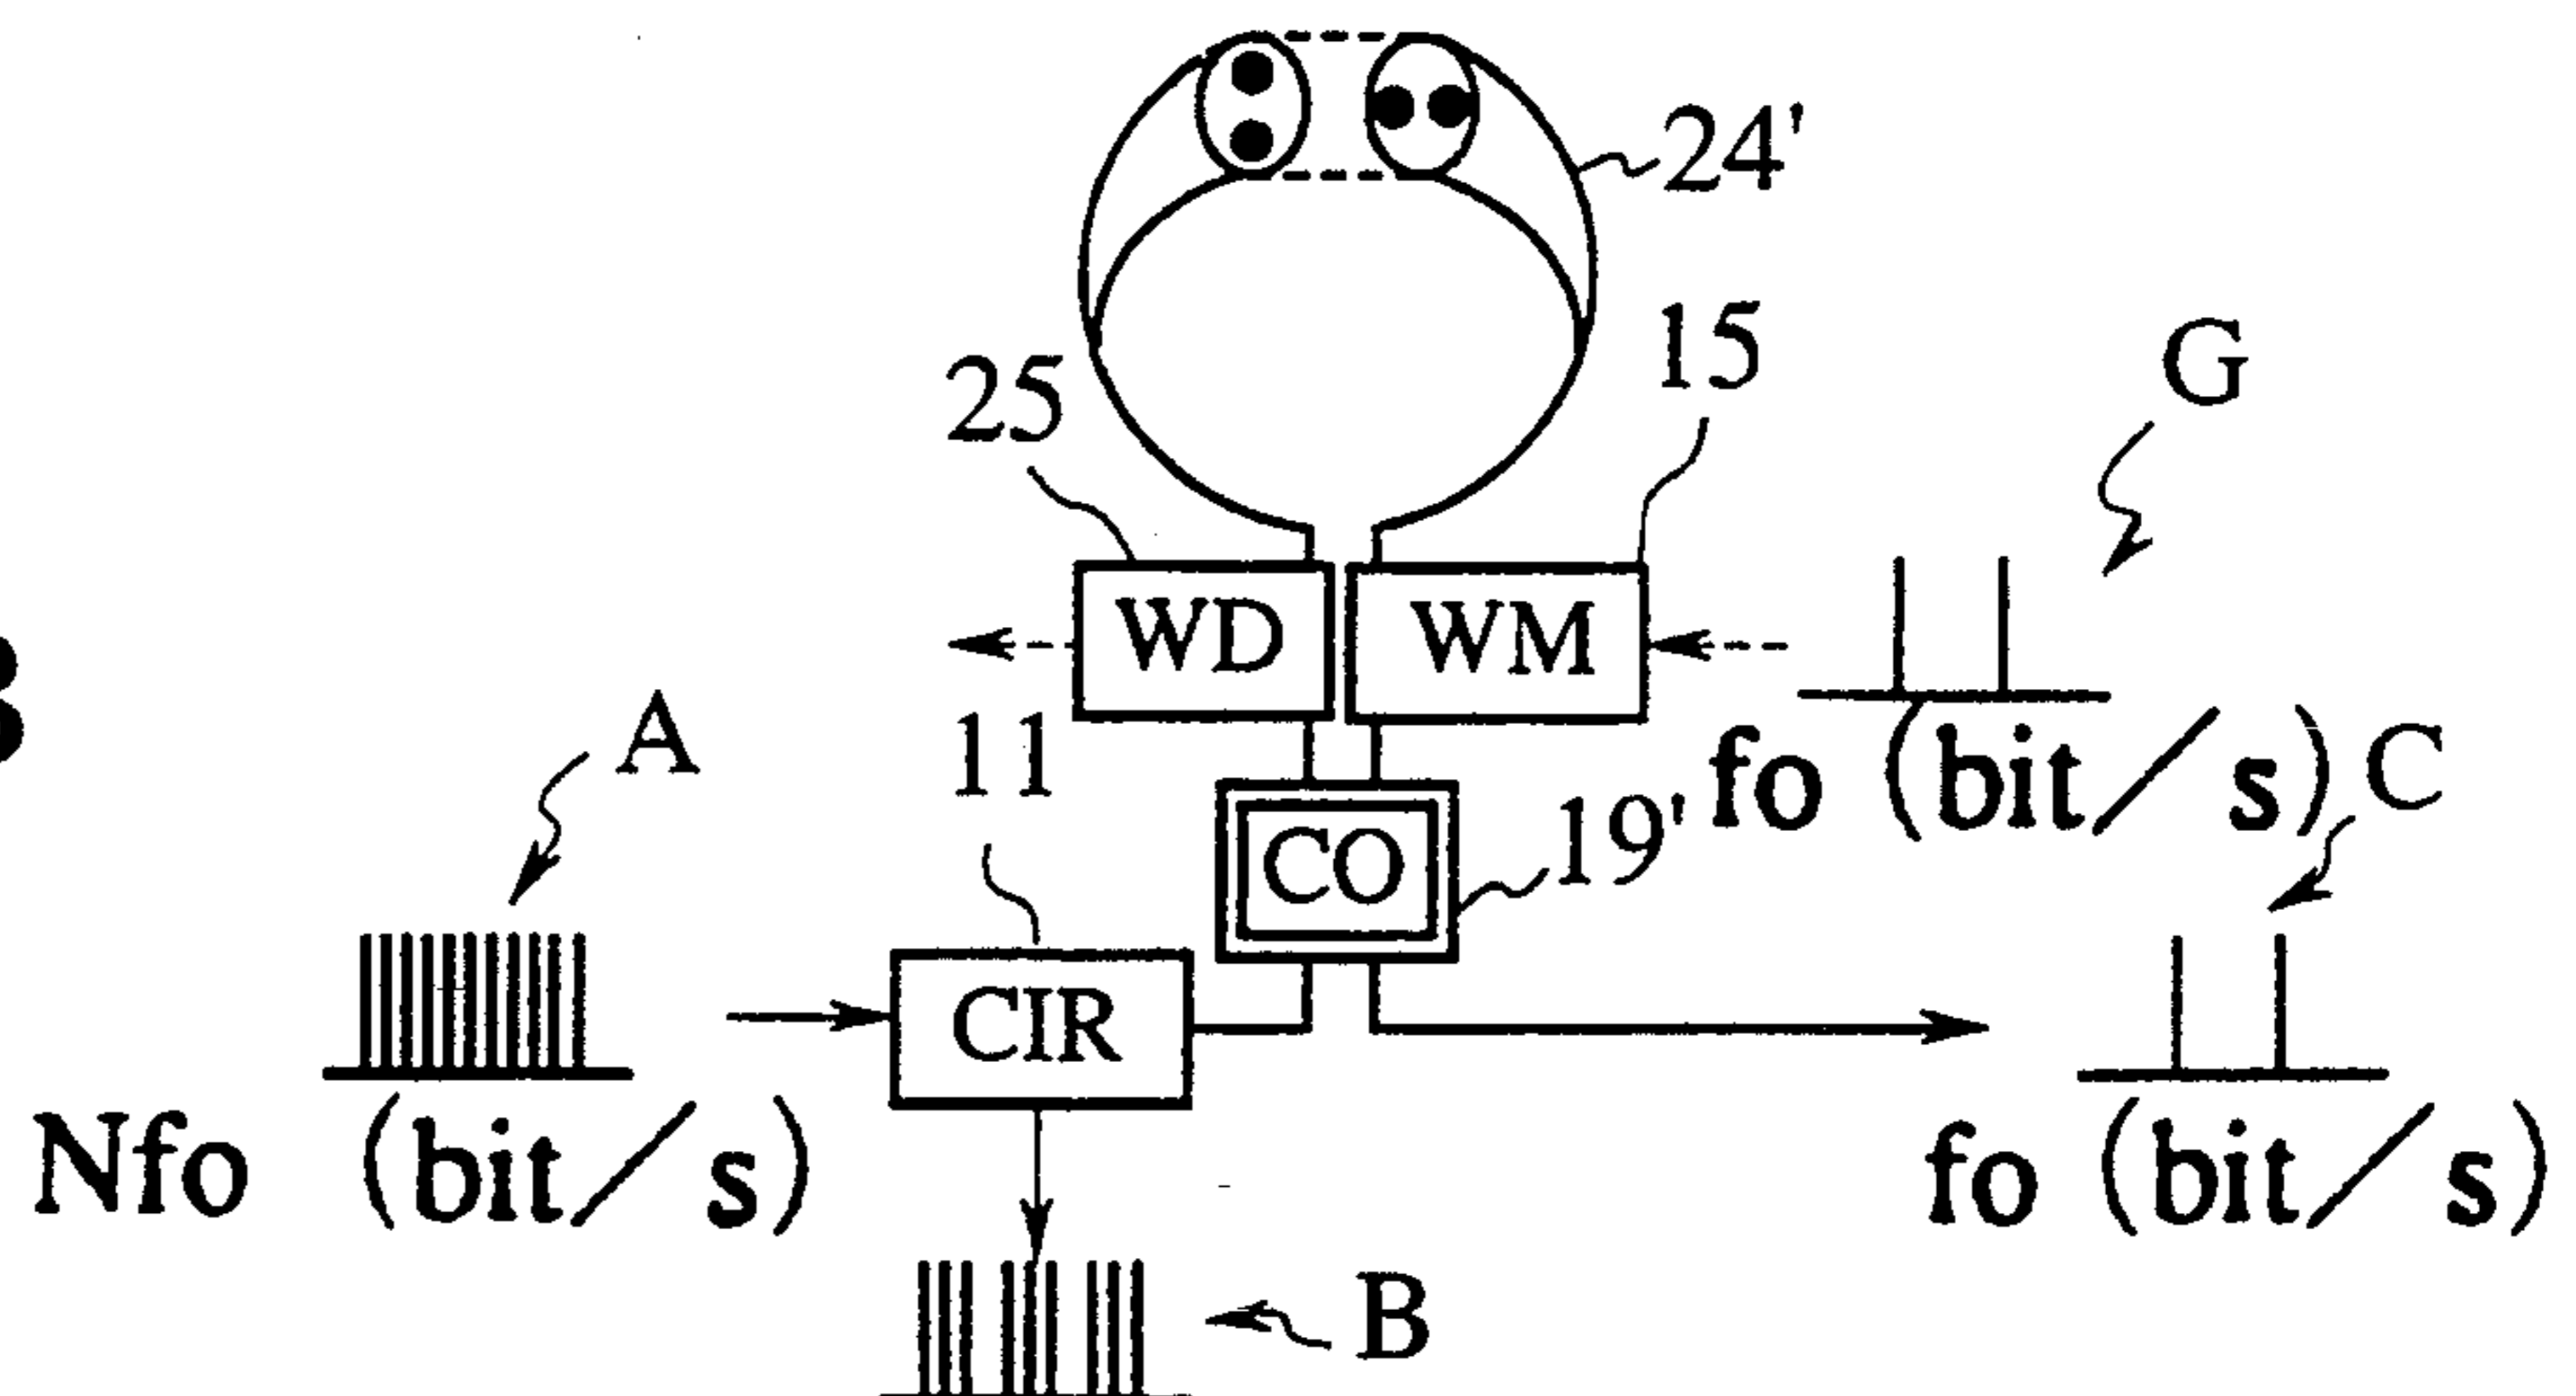 24'
25
15
G
WD
WM
A
11
fo (bit/s)
C
CO
19'
CIR
Nfo (bit/s)
fo (bit/s)
B